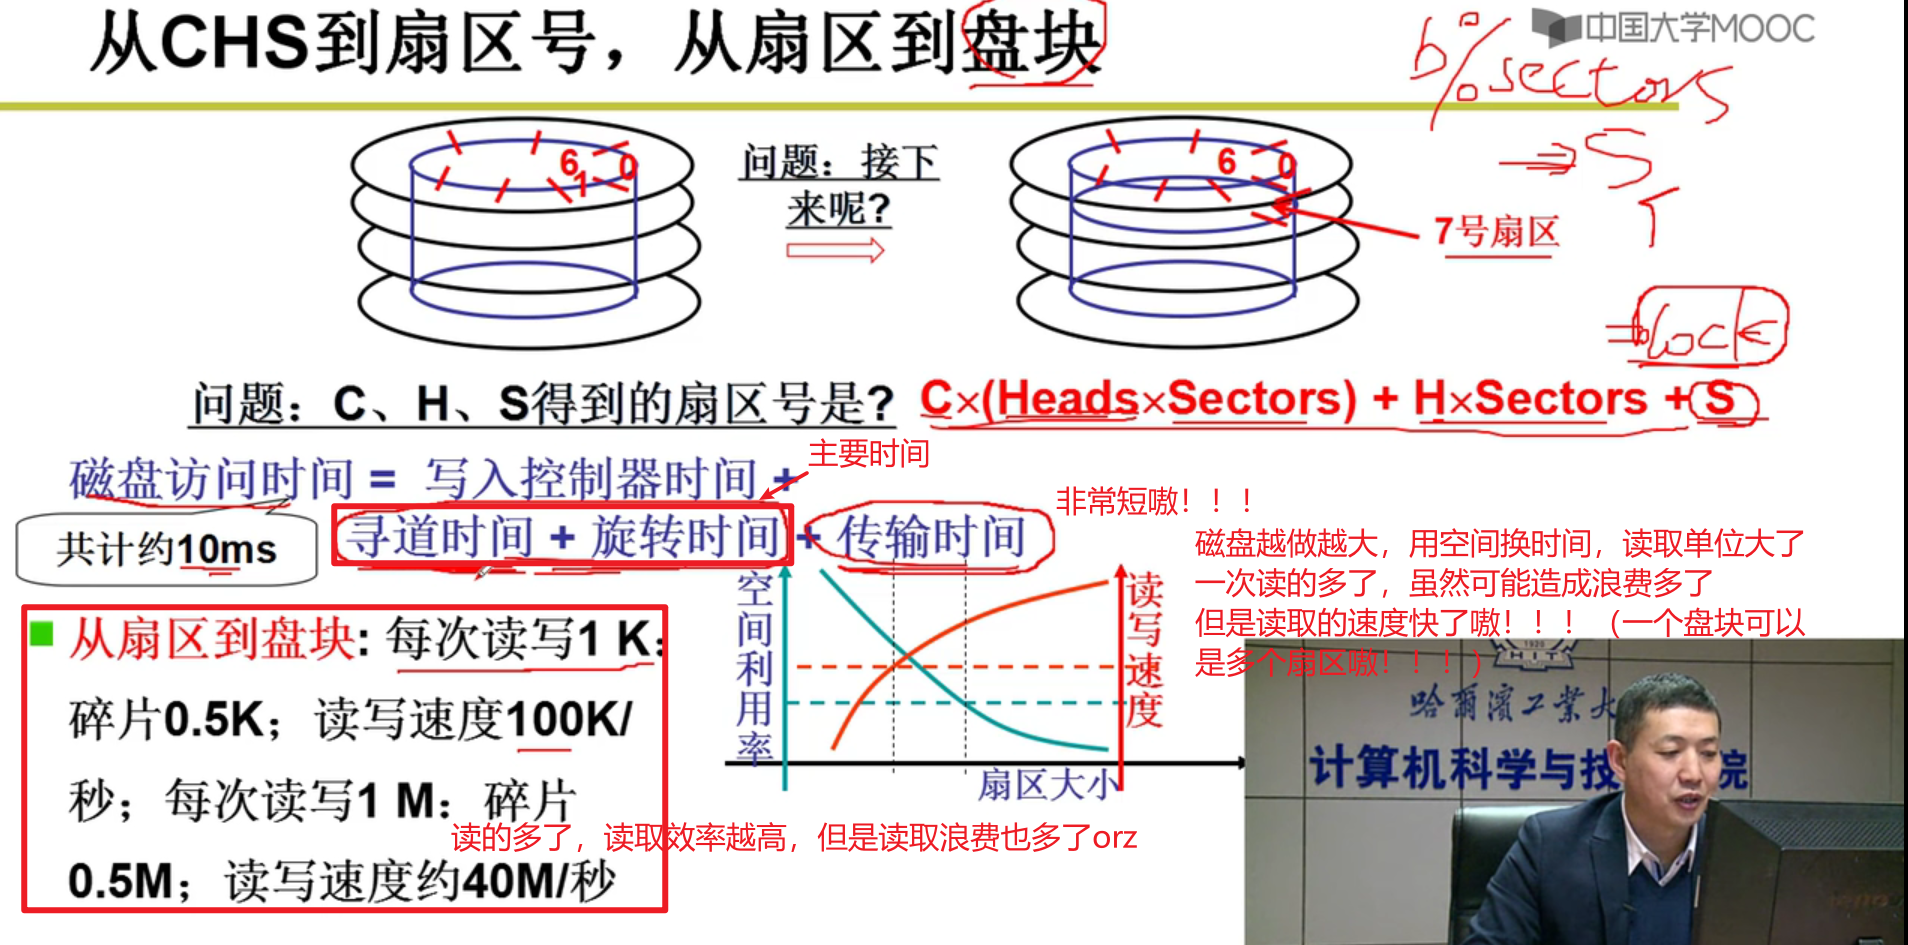 从CHS到扇区号，从扇区到盘块
中国大学MOOC
b%sectors
⇒S
6
0
1
问题：接下
来呢?
6
0
7号扇区
⇒block
问题：C、H、S得到的扇区号是? C×(Heads×Sectors) + H×Sectors + S
主要时间
磁盘访问时间 = 写入控制器时间 +
寻道时间 + 旋转时间 + 传输时间
非常短嗷！！！
共计约10ms
磁盘越做越大，用空间换时间，读取单位大了
一次读的多了，虽然可能造成浪费多了
但是读取的速度快了嗷！！！（一个盘块可以
是多个扇区嗷！！！）
从扇区到盘块: 每次读写1 K:
碎片0.5K；读写速度100K/
秒；每次读写1 M：碎片
0.5M；读写速度约40M/秒
空间利用率
读写速度
扇区大小
读的多了，读取效率越高，但是读取浪费也多了orz
1920
HIT
哈爾濱工業大
计算机科学与技
院